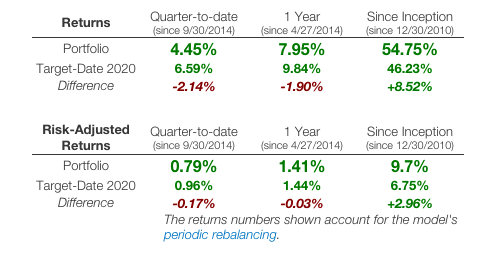 Returns Quarter-to-date 1 Year Since Inception
(since 9/30/2014) (since 4/27/2014) (since 12/30/2010)
Portfolio 4.45% 7.95% 54.75%
Target-Date 2020 6.59% 9.84% 46.23%
Difference -2.14% -1.90% +8.52%
Risk-Adjusted Returns Quarter-to-date 1 Year Since Inception
(since 9/30/2014) (since 4/27/2014) (since 12/30/2010)
Portfolio 0.79% 1.41% 9.7%
Target-Date 2020 0.96% 1.44% 6.75%
Difference -0.17% -0.03% +2.96%
The returns numbers shown account for the model's
periodic rebalancing.